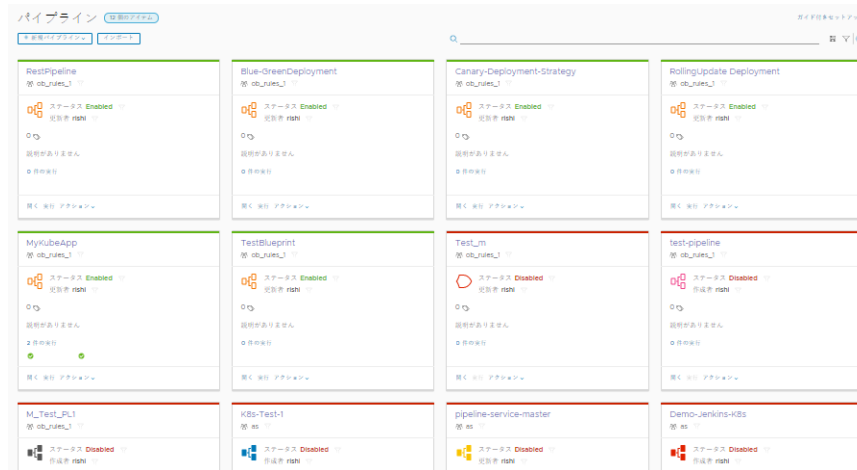 パイプライン 12 個のアイテム
ガイド付きセットアッ
+ 新規パイプライン インポート
RestPipeline
ob_rules_1
ステータス Enabled
更新者 rishi
0
説明がありません
0 件の実行
開く 実行 アクション
Blue-GreenDeployment
ob_rules_1
ステータス Enabled
更新者 rishi
0
説明がありません
0 件の実行
開く 実行 アクション
Canary-Deployment-Strategy
ob_rules_1
ステータス Enabled
更新者 rishi
0
説明がありません
0 件の実行
開く 実行 アクション
RollingUpdate Deployment
ob_rules_1
ステータス Enabled
更新者 rishi
0
説明がありません
0 件の実行
開く 実行 アクション
MyKubeApp
ob_rules_1
ステータス Enabled
更新者 rishi
0
説明がありません
2 件の実行
開く 実行 アクション
TestBlueprint
ob_rules_1
ステータス Enabled
更新者 rishi
0
説明がありません
0 件の実行
開く 実行 アクション
Test_m
ob_rules_1
ステータス Disabled
更新者 rishi
0
説明がありません
0 件の実行
開く 実行 アクション
test-pipeline
ob_rules_1
ステータス Disabled
作成者 rishi
0
説明がありません
0 件の実行
開く 実行 アクション
M_Test_PL1
ob_rules_1
ステータス Disabled
作成者 rishi
K8s-Test-1
as
ステータス Disabled
作成者 rishi
pipeline-service-master
as
ステータス Disabled
更新者 rishi
Demo-Jenkins-K8s
as
ステータス Disabled
作成者 rishi